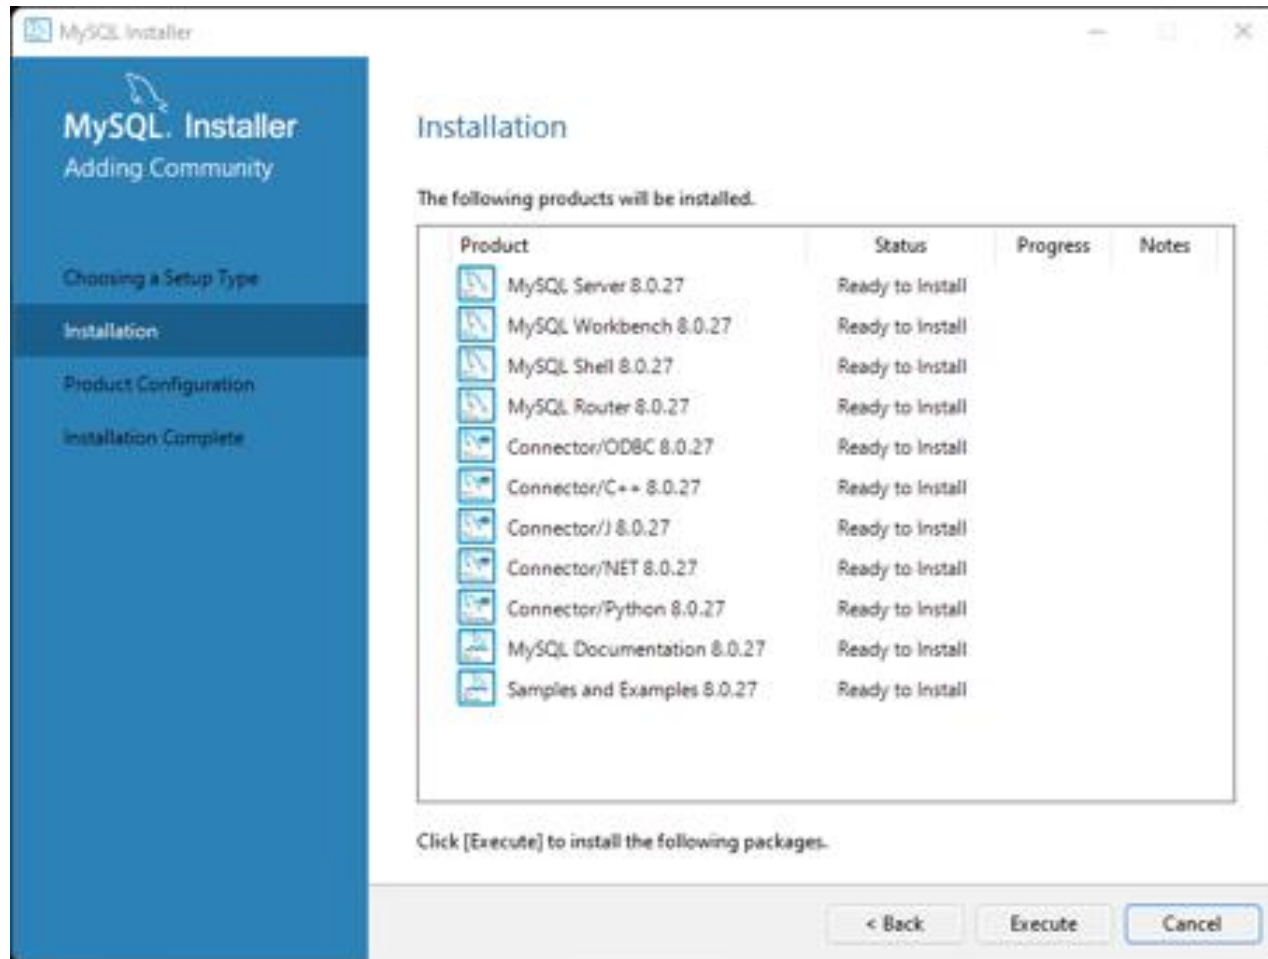 MySQL Installer
MySQL. Installer
Adding Community
Choosing a Setup Type
Installation
Product Configuration
Installation Complete
Installation
The following products will be installed.
Product Status Progress Notes
MySQL Server 8.0.27 Ready to Install
MySQL Workbench 8.0.27 Ready to Install
MySQL Shell 8.0.27 Ready to Install
MySQL Router 8.0.27 Ready to Install
Connector/ODBC 8.0.27 Ready to Install
Connector/C++ 8.0.27 Ready to Install
Connector/J 8.0.27 Ready to Install
Connector/NET 8.0.27 Ready to Install
Connector/Python 8.0.27 Ready to Install
MySQL Documentation 8.0.27 Ready to Install
Samples and Examples 8.0.27 Ready to Install
Click [Execute] to install the following packages.
< Back Execute Cancel